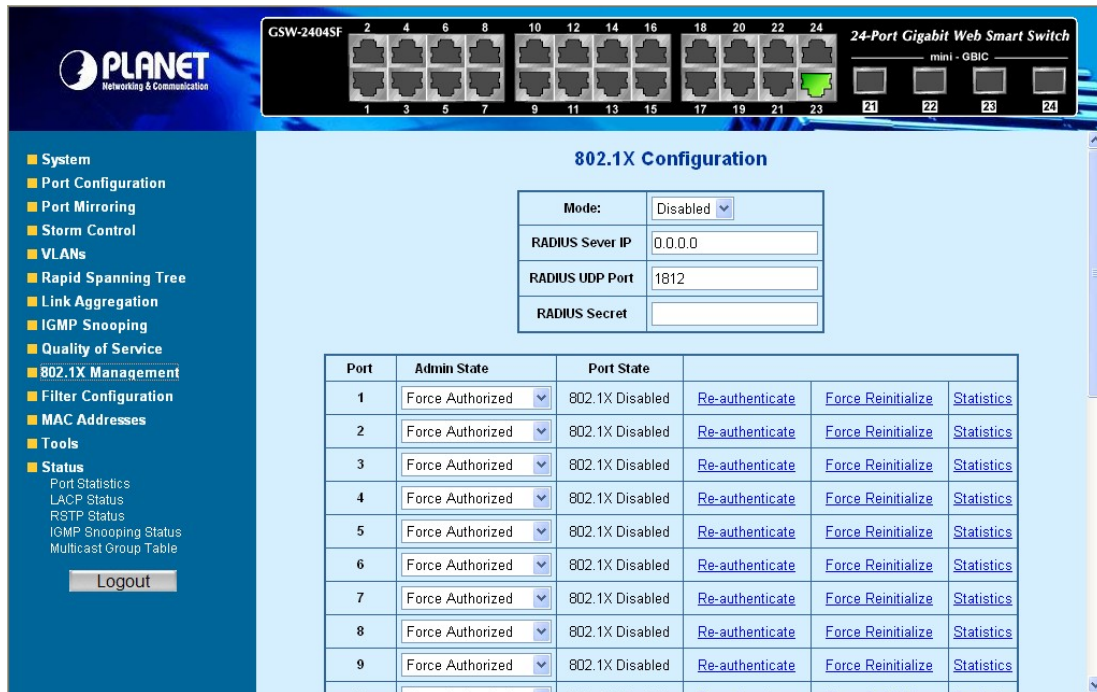 PLANET
Networking & Communication
GSW-2404SF
2 4 6 8 10 12 14 16 18 20 22 24
1 3 5 7 9 11 13 15 17 19 21 23
24-Port Gigabit Web Smart Switch
mini - GBIC
21 22 23 24
System
Port Configuration
Port Mirroring
Storm Control
VLANs
Rapid Spanning Tree
Link Aggregation
IGMP Snooping
Quality of Service
802.1X Management
Filter Configuration
MAC Addresses
Tools
Status
Port Statistics
LACP Status
RSTP Status
IGMP Snooping Status
Multicast Group Table
Logout
802.1X Configuration
Mode: Disabled
RADIUS Sever IP 0.0.0.0
RADIUS UDP Port 1812
RADIUS Secret
Port Admin State Port State
1 Force Authorized 802.1X Disabled Re-authenticate Force Reinitialize Statistics
2 Force Authorized 802.1X Disabled Re-authenticate Force Reinitialize Statistics
3 Force Authorized 802.1X Disabled Re-authenticate Force Reinitialize Statistics
4 Force Authorized 802.1X Disabled Re-authenticate Force Reinitialize Statistics
5 Force Authorized 802.1X Disabled Re-authenticate Force Reinitialize Statistics
6 Force Authorized 802.1X Disabled Re-authenticate Force Reinitialize Statistics
7 Force Authorized 802.1X Disabled Re-authenticate Force Reinitialize Statistics
8 Force Authorized 802.1X Disabled Re-authenticate Force Reinitialize Statistics
9 Force Authorized 802.1X Disabled Re-authenticate Force Reinitialize Statistics